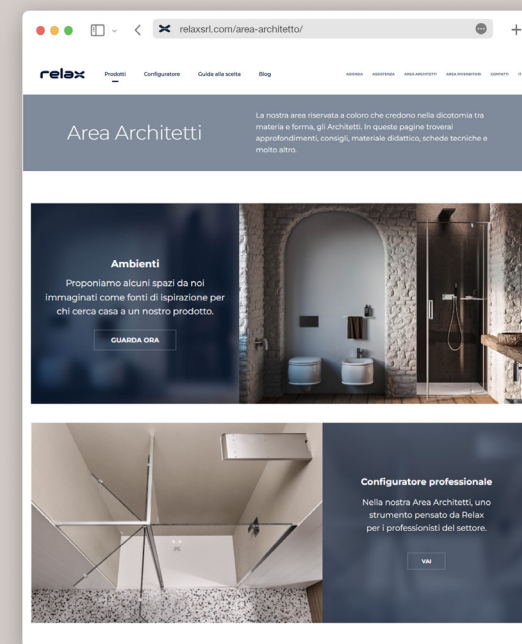 relaxsrl.com/area-architetto/
relax Prodotti Configuratore Guida alla scelta Blog AZIENDA ASSISTENZA AREA ARCHITETTI AREA RIVENDITORI CONTATTI IT
Area Architetti
La nostra area riservata a coloro che credono nella dicotomia tra
materia e forma, gli Architetti. In queste pagine troverai
approfondimenti, consigli, materiale didattico, schede tecniche e
molto altro.
Ambienti
Proponiamo alcuni spazi da noi
immaginati come fonti di ispirazione per
chi cerca casa a un nostro prodotto.
GUARDA ORA
Configuratore professionale
Nella nostra Area Architetti, uno
strumento pensato da Relax
per i professionisti del settore.
VAI